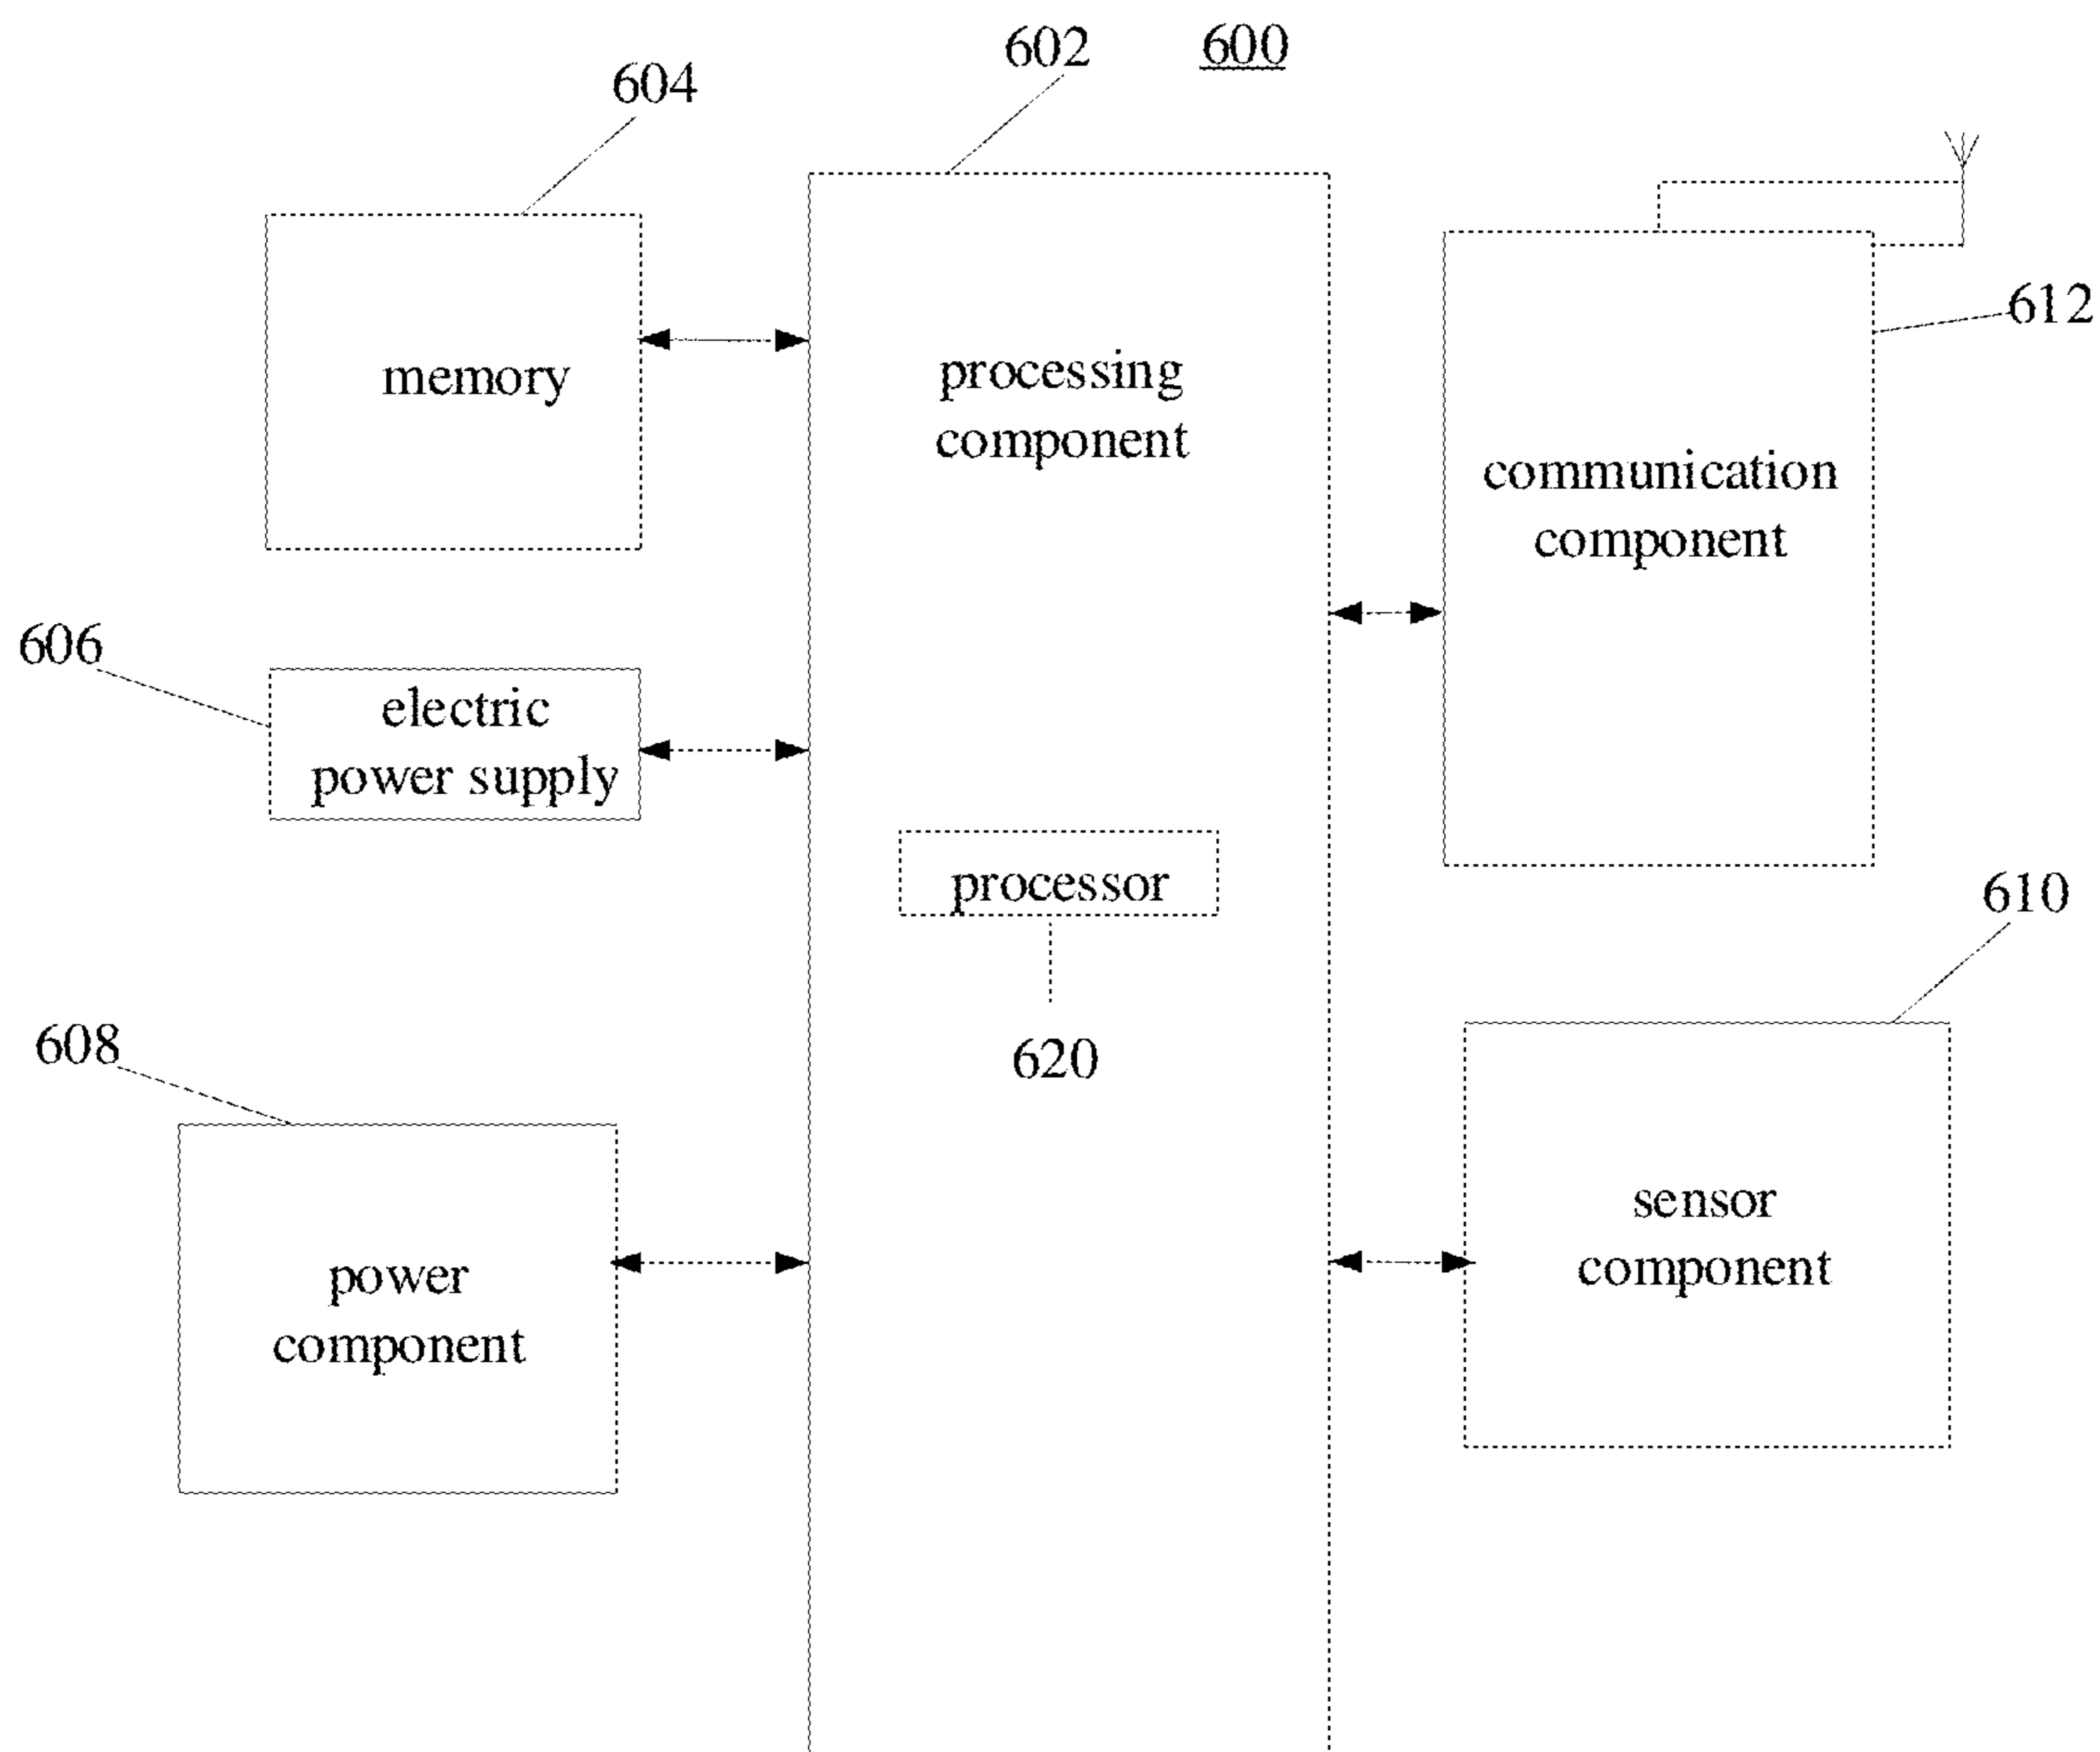 602
600
604
612
memory
processing
component
communication
component
606
electric
power supply
processor
610
608
620
sensor
component
power
component